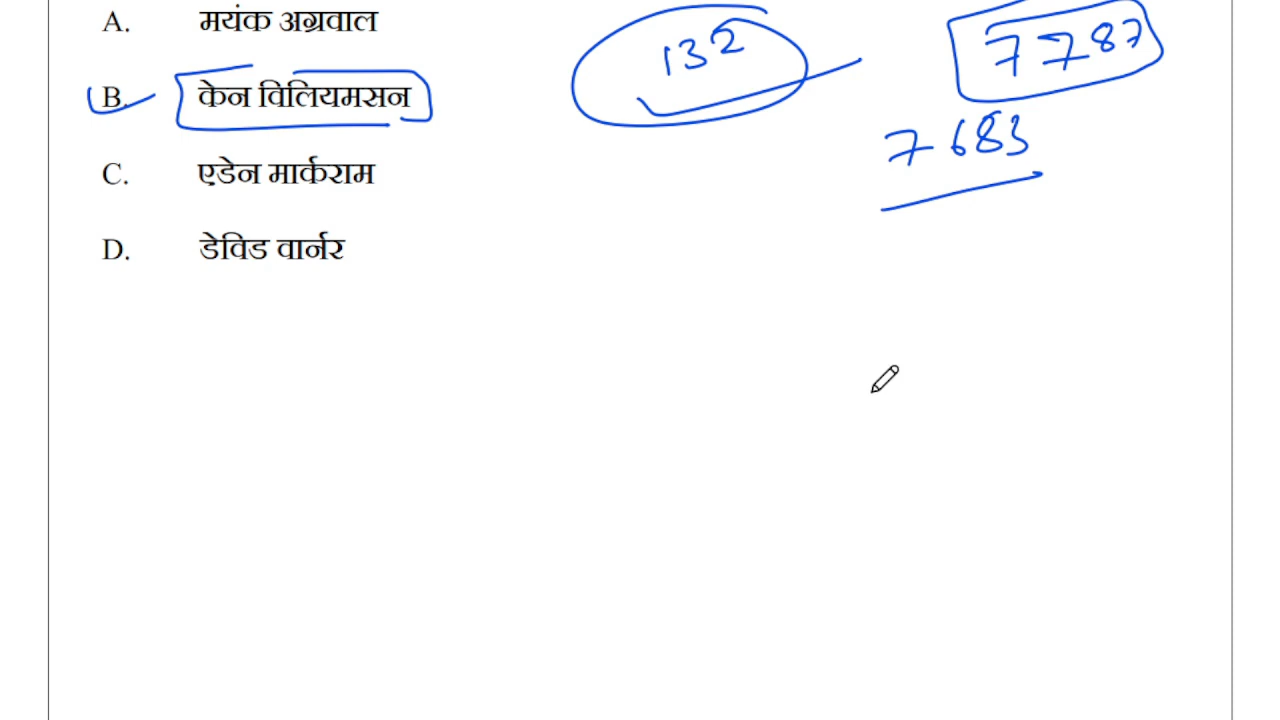 A. मयंक अग्रवाल
132
7787
B. केन विलियमसन
7683
C. एडेन मार्कराम
D. डेविड वार्नर